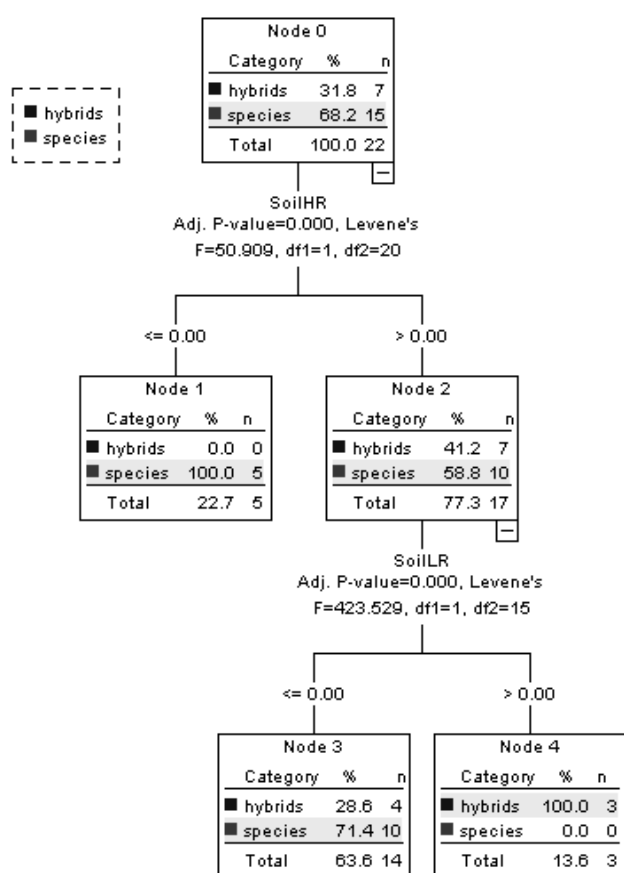 hybrids
species
Node 0
Category % n
hybrids 31.8 7
species 68.2 15
Total 100.0 22
SoilHR
Adj. P-value=0.000, Levene's
F=50.909, df1=1, df2=20
<= 0.00
> 0.00
Node 1
Category % n
hybrids 0.0 0
species 100.0 5
Total 22.7 5
Node 2
Category % n
hybrids 41.2 7
species 58.8 10
Total 77.3 17
SoilLR
Adj. P-value=0.000, Levene's
F=423.529, df1=1, df2=15
<= 0.00
> 0.00
Node 3
Category % n
hybrids 28.6 4
species 71.4 10
Total 63.6 14
Node 4
Category % n
hybrids 100.0 3
species 0.0 0
Total 13.6 3